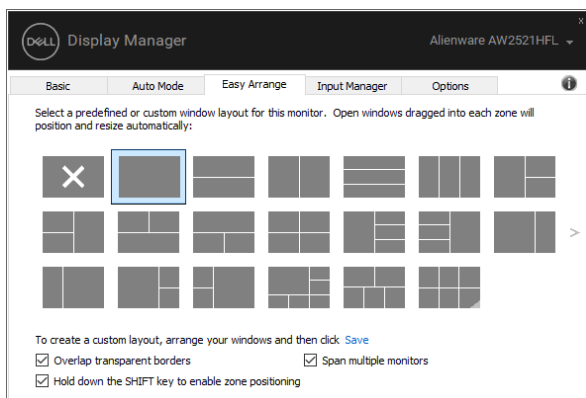 x
DELL Display Manager Alienware AW2521HFL
Basic Auto Mode Easy Arrange Input Manager Options i
Select a predefined or custom window layout for this monitor. Open windows dragged into each zone will
position and resize automatically:
>
To create a custom layout, arrange your windows and then click Save
Overlap transparent borders Span multiple monitors
Hold down the SHIFT key to enable zone positioning